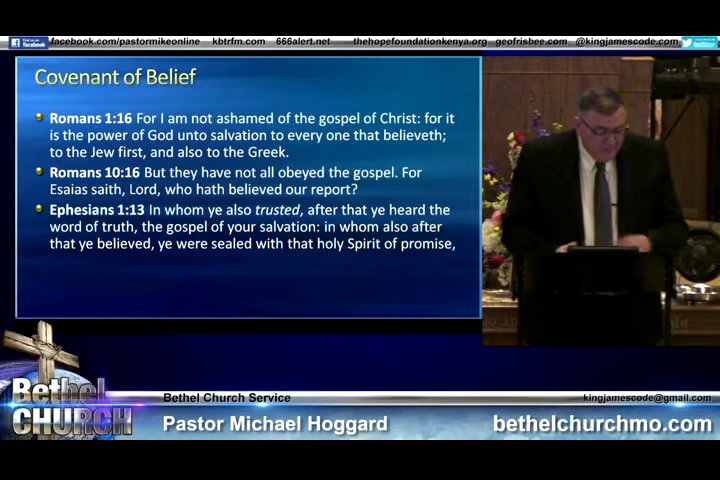 Find us on facebook
facebook.com/pastormikeonline kbtrfm.com 666alert.net thehopefoundationkenya.org geofrisbee.com @kingjamescode.com
Covenant of Belief
Romans 1:16 For I am not ashamed of the gospel of Christ: for it
is the power of God unto salvation to every one that believeth;
to the Jew first, and also to the Greek.
Romans 10:16 But they have not all obeyed the gospel. For
Esaias saith, Lord, who hath believed our report?
Ephesians 1:13 In whom ye also trusted, after that ye heard the
word of truth, the gospel of your salvation: in whom also after
that ye believed, ye were sealed with that holy Spirit of promise,
Bethel
CHURCH
Bethel Church Service kingjamescode@gmail.com
Pastor Michael Hoggard bethelchurchmo.com